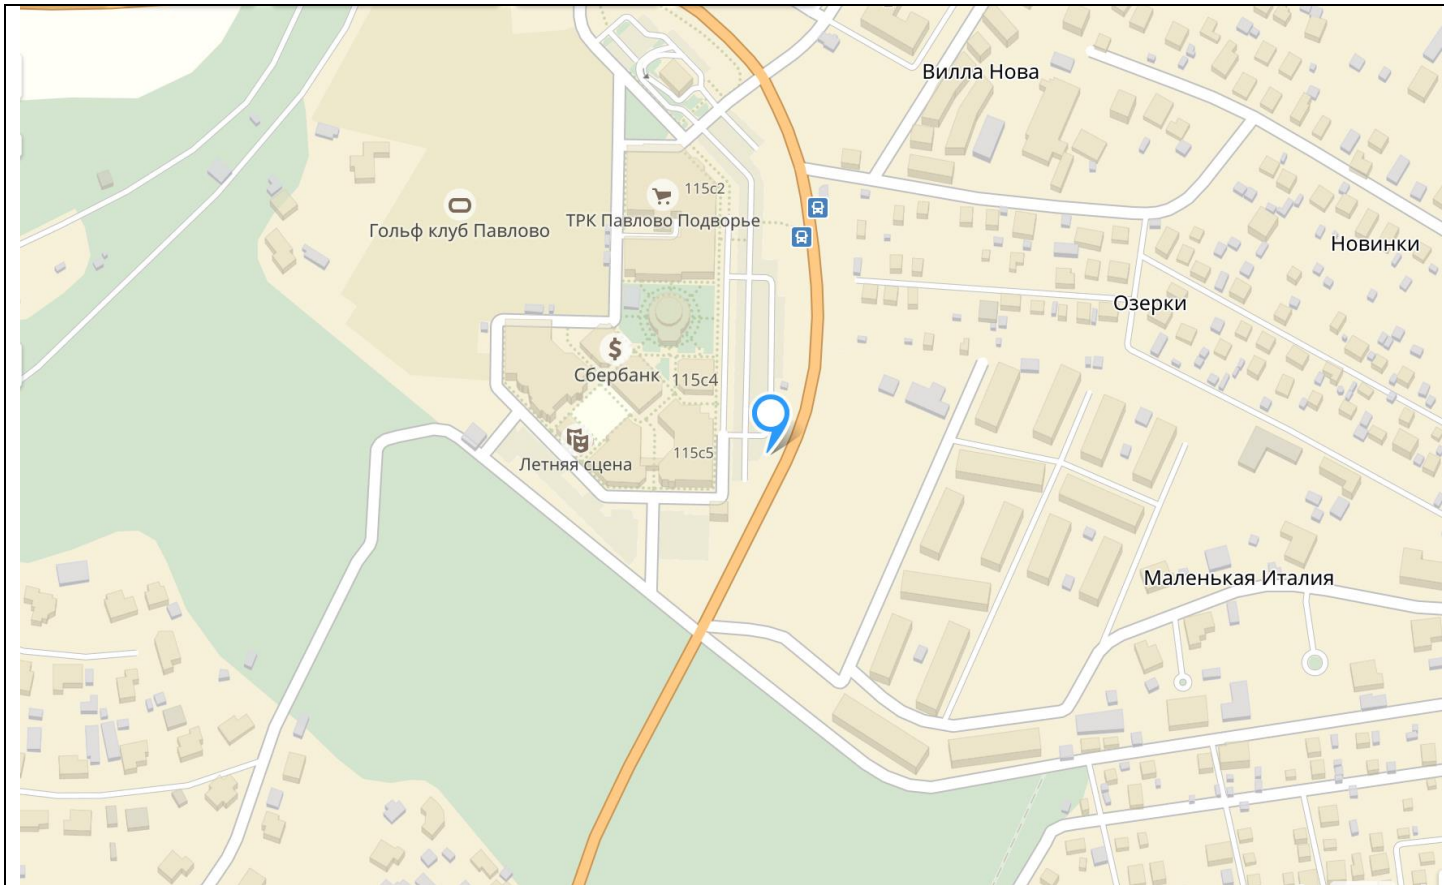 Вилла Нова
115с2
ТРК Павлово Подворье
Гольф клуб Павлово
Новинки
Озерки
Сбербанк
115с4
115с5
Летняя сцена
Маленькая Италия